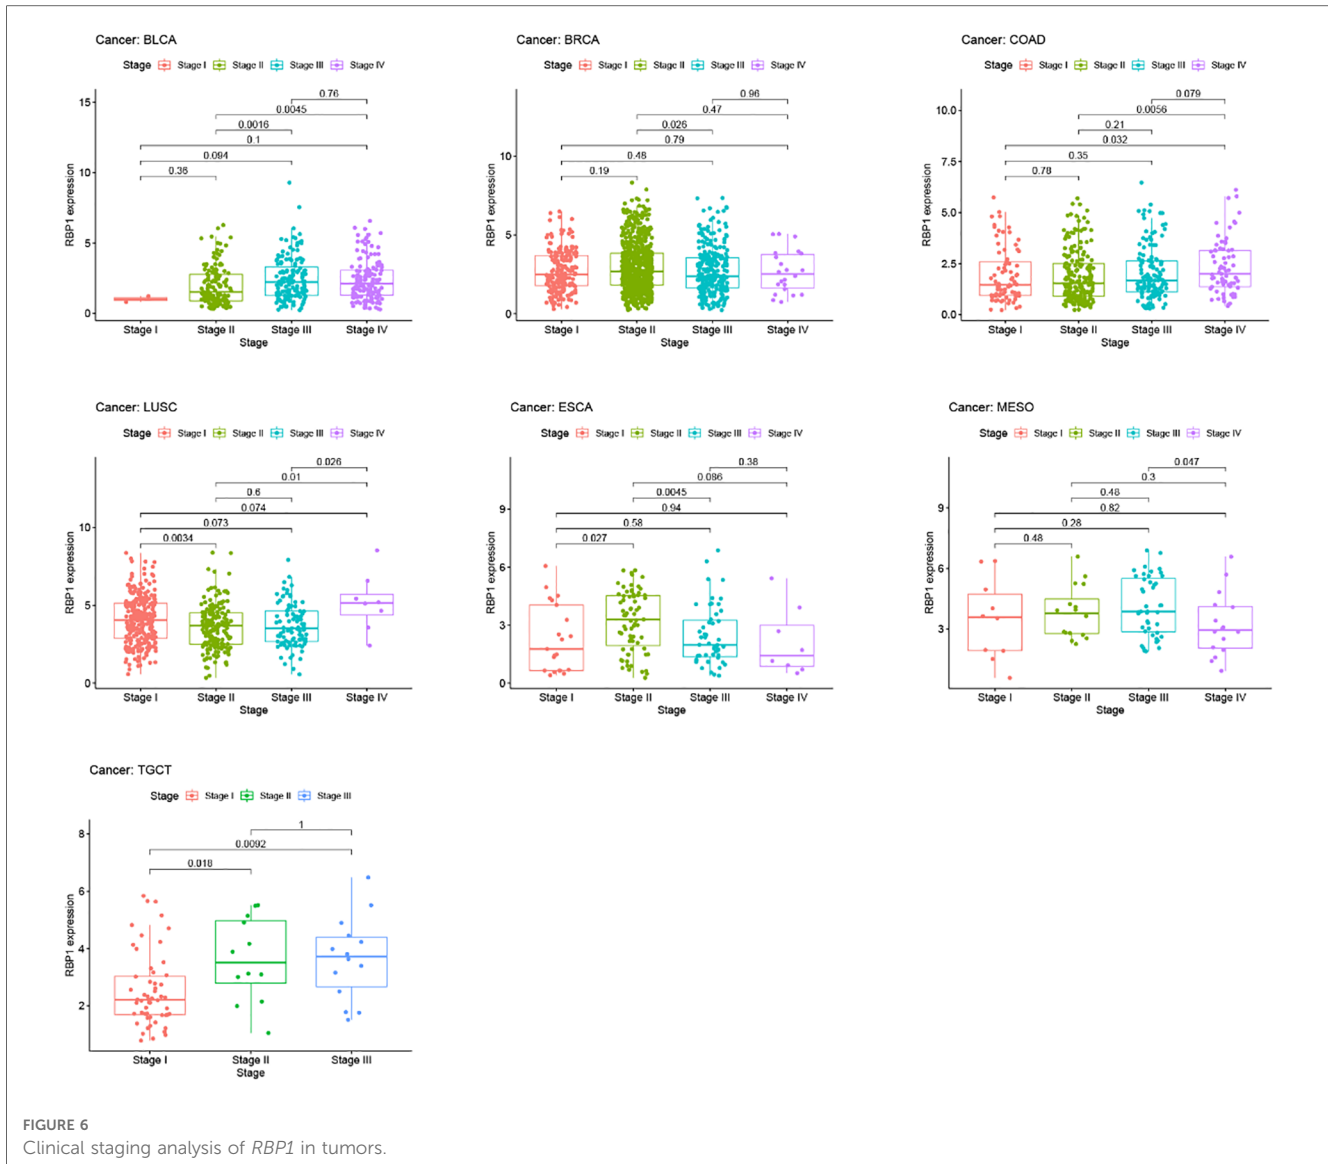 Cancer: BLCA
Stage Stage I Stage II Stage III Stage IV
15
10
5
0
RBP1 expression
0.76
0.0045
0.0016
0.1
0.094
0.36
Stage I Stage II Stage III Stage IV
Stage
Cancer: BRCA
Stage Stage I Stage II Stage III Stage IV
10
5
0
RBP1 expression
0.96
0.47
0.026
0.79
0.48
0.19
Stage I Stage II Stage III Stage IV
Stage
Cancer: COAD
Stage Stage I Stage II Stage III Stage IV
10.0
7.5
5.0
2.5
0.0
RBP1 expression
0.079
0.0056
0.21
0.032
0.35
0.78
Stage I Stage II Stage III Stage IV
Stage
Cancer: LUSC
Stage Stage I Stage II Stage III Stage IV
10
5
0
RBP1 expression
0.026
0.01
0.6
0.074
0.073
0.0034
Stage I Stage II Stage III Stage IV
Stage
Cancer: ESCA
Stage Stage I Stage II Stage III Stage IV
9
6
3
0
RBP1 expression
0.38
0.086
0.0045
0.94
0.58
0.027
Stage I Stage II Stage III Stage IV
Stage
Cancer: MESO
Stage Stage I Stage II Stage III Stage IV
9
6
3
RBP1 expression
0.047
0.3
0.48
0.82
0.28
0.48
Stage I Stage II Stage III Stage IV
Stage
Cancer: TGCT
Stage Stage I Stage II Stage III
8
6
4
2
RBP1 expression
1
0.0092
0.018
Stage I Stage II Stage III
Stage
FIGURE 6
Clinical staging analysis of RBP1 in tumors.